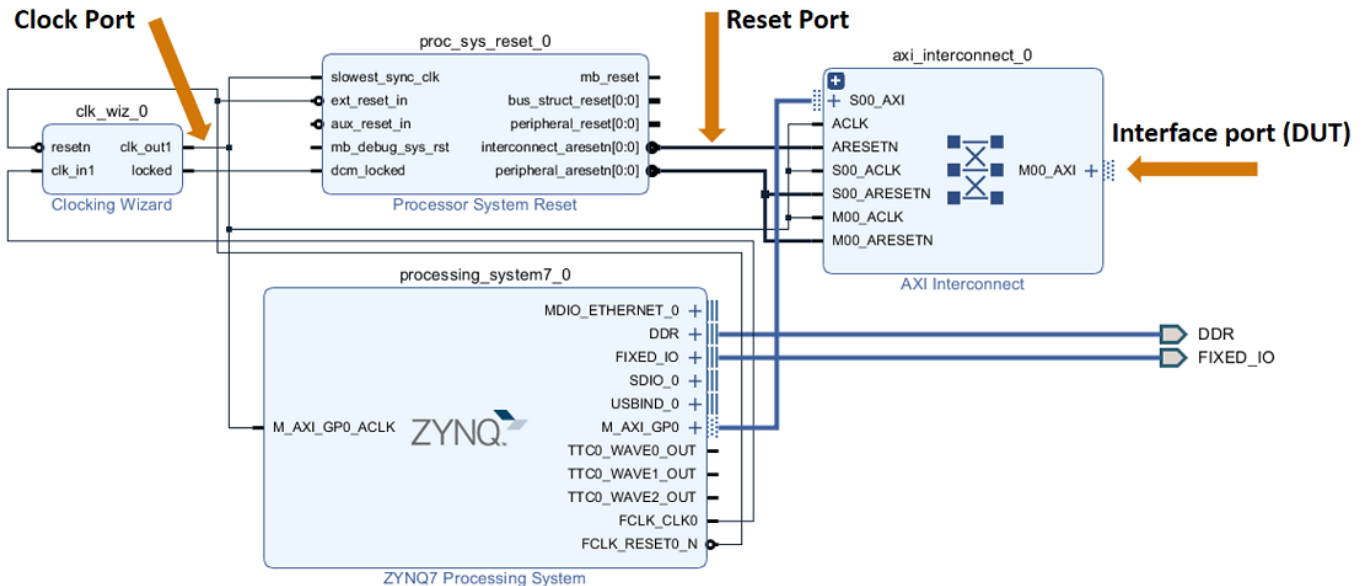 Clock Port
Reset Port
Interface port (DUT)
clk_wiz_0
resetn
clk_in1
clk_out1
locked
Clocking Wizard
proc_sys_reset_0
slowest_sync_clk
ext_reset_in
aux_reset_in
mb_debug_sys_rst
dcm_locked
mb_reset
bus_struct_reset[0:0]
peripheral_reset[0:0]
interconnect_aresetn[0:0]
peripheral_aresetn[0:0]
Processor System Reset
axi_interconnect_0
S00_AXI
ACLK
ARESETN
S00_ACLK
S00_ARESETN
M00_ACLK
M00_ARESETN
M00_AXI
AXI Interconnect
processing_system7_0
M_AXI_GP0_ACLK
ZYNQ
MDIO_ETHERNET_0
DDR
FIXED_IO
SDIO_0
USBIND_0
M_AXI_GP0
TTC0_WAVE0_OUT
TTC0_WAVE1_OUT
TTC0_WAVE2_OUT
FCLK_CLK0
FCLK_RESET0_N
ZYNQ7 Processing System
DDR
FIXED_IO